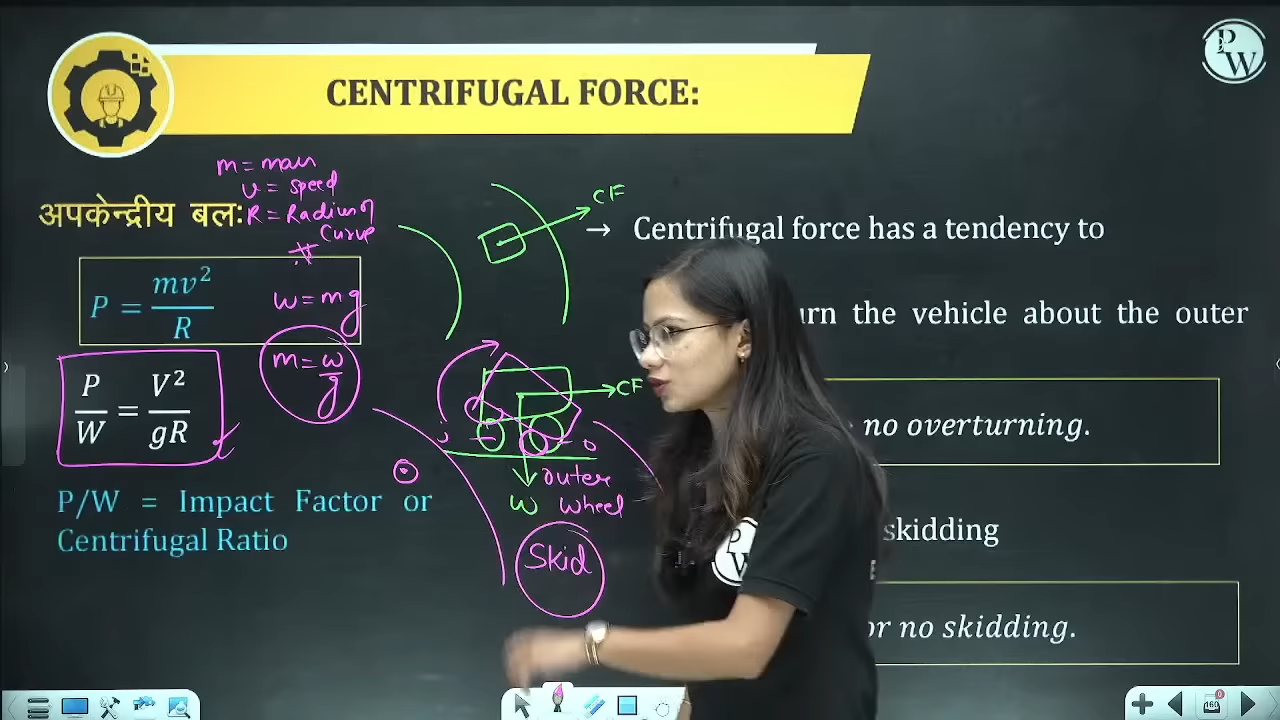 CENTRIFUGAL FORCE:
PW
m = mass
v = speed
R = Radius of
Curve
अपकेन्द्रीय बल:
P = mv²/R
w = mg
m = w/g
P/W = V²/gR
P/W = Impact Factor or
Centrifugal Ratio
CF
CF
outer
W wheel
Skid
→ Centrifugal force has a tendency to
urn the vehicle about the outer
no overturning.
skidding
or no skidding.
PW